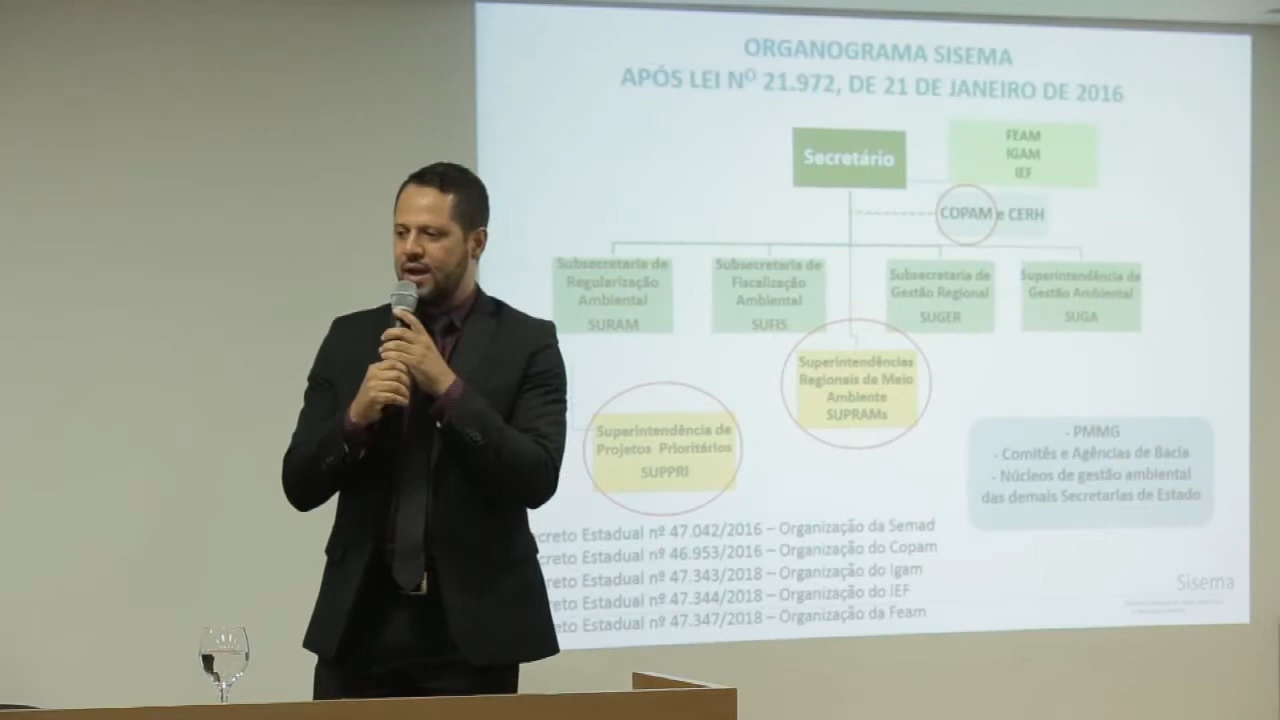 ORGANOGRAMA SISEMA
APÓS LEI Nº 21.972, DE 21 DE JANEIRO DE 2016
Secretário
FEAM
IGAM
IEF
COPAM e CERH
Subsecretaria de
Regularização
Ambiental
SURAM
Subsecretaria de
Fiscalização
Ambiental
SUFIS
Subsecretaria de
Gestão Regional
SUGER
Superintendência de
Gestão Ambiental
SUGA
Superintendências
Regionais de Meio
Ambiente
SUPRAMs
Superintendência de
Projetos Prioritários
SUPPRI
- PMMG
- Comitês e Agências de Bacia
- Núcleos de gestão ambiental
das demais Secretarias de Estado
creto Estadual nº 47.042/2016 – Organização da Semad
creto Estadual nº 46.953/2016 – Organização do Copam
reto Estadual nº 47.343/2018 – Organização do Igam
reto Estadual nº 47.344/2018 – Organização do IEF
eto Estadual nº 47.347/2018 – Organização da Feam
Sisema